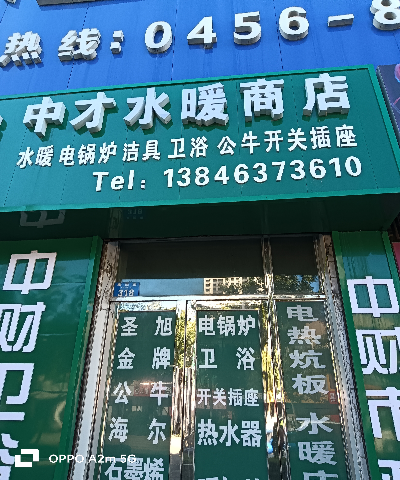 热线:0456-8
中才水暖商店
水暖 电锅炉 洁具 卫浴 公牛开关插座
Tel: 13846373610
中财卫
318
圣旭
金牌
公牛
海尔
石墨烯
电锅炉
卫浴
开关插座
热水器
电热炕板 水暖店
中财市
OPPO A2m 5G